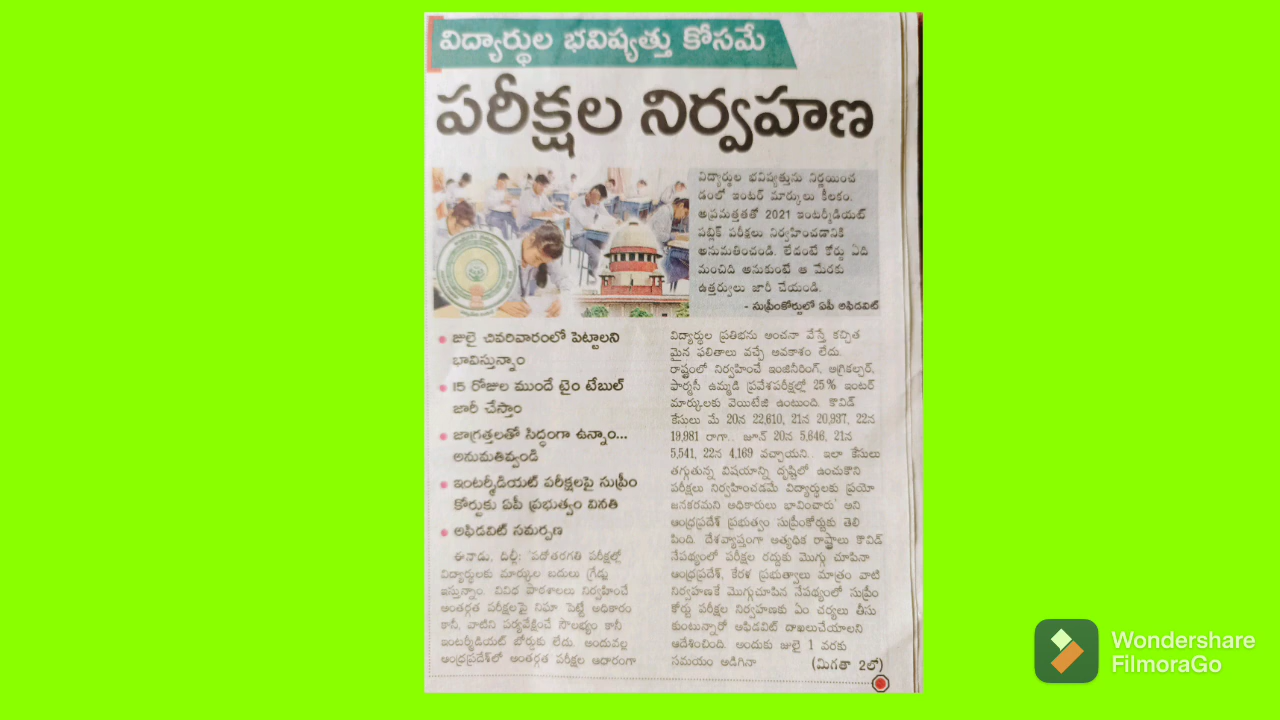 విద్యార్థుల భవిష్యత్తు కోసమే
పరీక్షల నిర్వహణ
విద్యార్థుల భవిష్యత్తును నిర్ణయించ
డంలో ఇంటర్ మార్కులు కీలకం.
అప్రమత్తతతో 2021 ఇంటర్మీడియట్
పబ్లిక్ పరీక్షలు నిర్వహించడానికి
అనుమతించండి. లేదంటే కోర్టు ఏది
మంచిది అనుకుంటే ఆ మేరకు
ఉత్తర్వులు జారీ చేయండి.
- సుప్రీంకోర్టులో ఏపీ అఫిడవిట్
జులై చివరివారంలో పెట్టాలని
భావిస్తున్నాం
15 రోజుల ముందే టైం టేబుల్
జారీ చేస్తాం
జాగ్రత్తలతో సిద్ధంగా ఉన్నాం...
అనుమతివ్వండి
ఇంటర్మీడియట్ పరీక్షలపై సుప్రీం
కోర్టుకు ఏపీ ప్రభుత్వం వినతి
అఫిడవిట్ సమర్పణ
ఈనాడు, దిల్లీ: 'పదోతరగతి పరీక్షల్లో
విద్యార్థులకు మార్కుల బదులు గ్రేడ్లు
ఇస్తున్నాం. వివిధ పాఠశాలలు నిర్వహించే
అంతర్గత పరీక్షలపై నిఘా పెట్టే అధికారం
కానీ, వాటిని పర్యవేక్షించే సౌలభ్యం కానీ
ఇంటర్మీడియట్ బోర్డుకు లేదు. అందువల్ల
ఆంధ్రప్రదేశ్‌లో అంతర్గత పరీక్షల ఆధారంగా
విద్యార్థుల ప్రతిభను అంచనా వేస్తే కచ్చిత
మైన ఫలితాలు వచ్చే అవకాశం లేదు.
రాష్ట్రంలో నిర్వహించే ఇంజినీరింగ్, అగ్రికల్చర్,
ఫార్మసీ ఉమ్మడి ప్రవేశపరీక్షల్లో 25% ఇంటర్
మార్కులకు వెయిటేజి ఉంటుంది. కొవిడ్
కేసులు మే 20న 22,610, 21న 20,937, 22న
19,981 రాగా.. జూన్ 20న 5,646, 21న
5,541, 22న 4,169 వచ్చాయని.. ఇలా కేసులు
తగ్గుతున్న విషయాన్ని దృష్టిలో ఉంచుకొని
పరీక్షలు నిర్వహించడమే విద్యార్థులకు ప్రయో
జనకరమని అధికారులు భావించారు' అని
ఆంధ్రప్రదేశ్ ప్రభుత్వం సుప్రీంకోర్టుకు తెలి
పింది. దేశవ్యాప్తంగా అత్యధిక రాష్ట్రాలు కొవిడ్
నేపథ్యంలో పరీక్షల రద్దుకు మొగ్గు చూపినా
ఆంధ్రప్రదేశ్, కేరళ ప్రభుత్వాలు మాత్రం వాటి
నిర్వహణకే మొగ్గుచూపిన నేపథ్యంలో సుప్రీం
కోర్టు పరీక్షల నిర్వహణకు ఏం చర్యలు తీసు
కుంటున్నారో అఫిడవిట్ దాఖలుచేయాలని
ఆదేశించింది. అందుకు జులై 1 వరకు
సమయం అడిగినా (మిగతా 2లో)
Wondershare
FilmoraGo